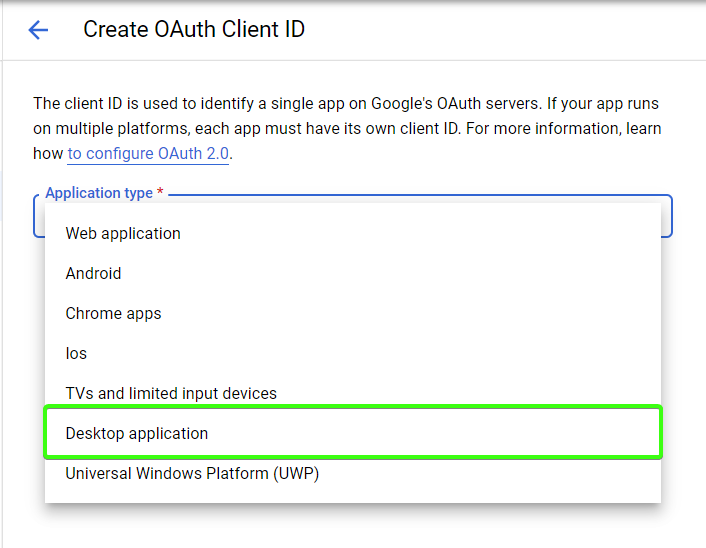 Create OAuth Client ID
The client ID is used to identify a single app on Google's OAuth servers. If your app runs
on multiple platforms, each app must have its own client ID. For more information, learn
how to configure OAuth 2.0.
Application type *
Web application
Android
Chrome apps
Ios
TVs and limited input devices
Desktop application
Universal Windows Platform (UWP)